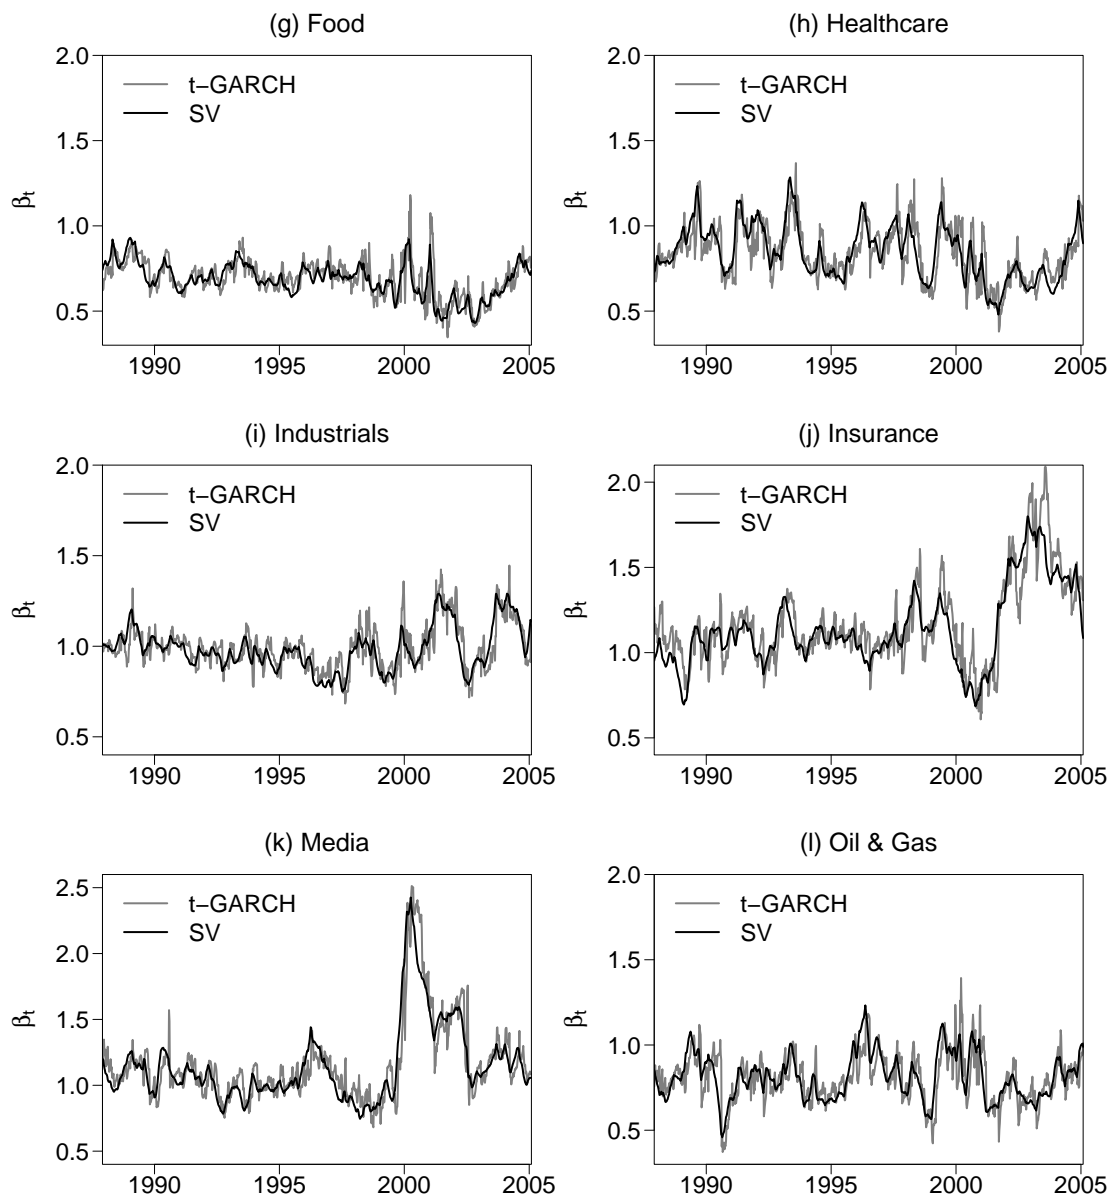 (g) Food
2.0
1.5
1.0
0.5
βt
t−GARCH
SV
1990 1995 2000 2005
(h) Healthcare
2.0
1.5
1.0
0.5
βt
t−GARCH
SV
1990 1995 2000 2005
(i) Industrials
2.0
1.5
1.0
0.5
βt
t−GARCH
SV
1990 1995 2000 2005
(j) Insurance
2.0
1.5
1.0
0.5
βt
t−GARCH
SV
1990 1995 2000 2005
(k) Media
2.5
2.0
1.5
1.0
0.5
βt
t−GARCH
SV
1990 1995 2000 2005
(l) Oil & Gas
2.0
1.5
1.0
0.5
βt
t−GARCH
SV
1990 1995 2000 2005